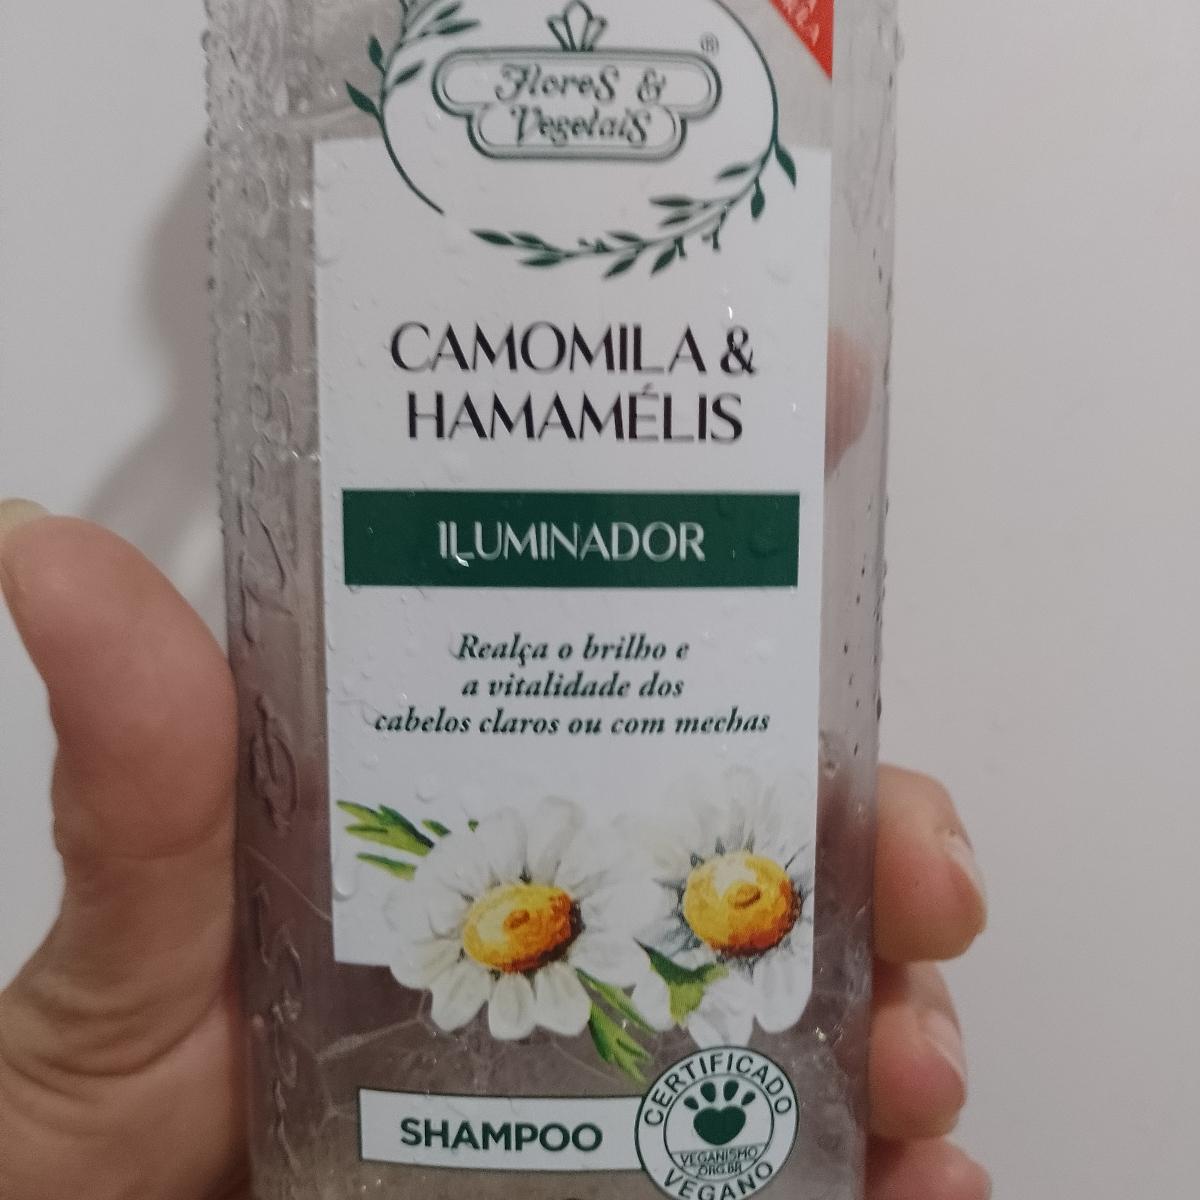 Flores &
Vegetais
®
CAMOMILA &
HAMAMÉLIS
ILUMINADOR
Realça o brilho e
a vitalidade dos
cabelos claros ou com mechas
SHAMPOO
CERTIFICADO
VEGANISMO
.ORG.BR
VEGANO